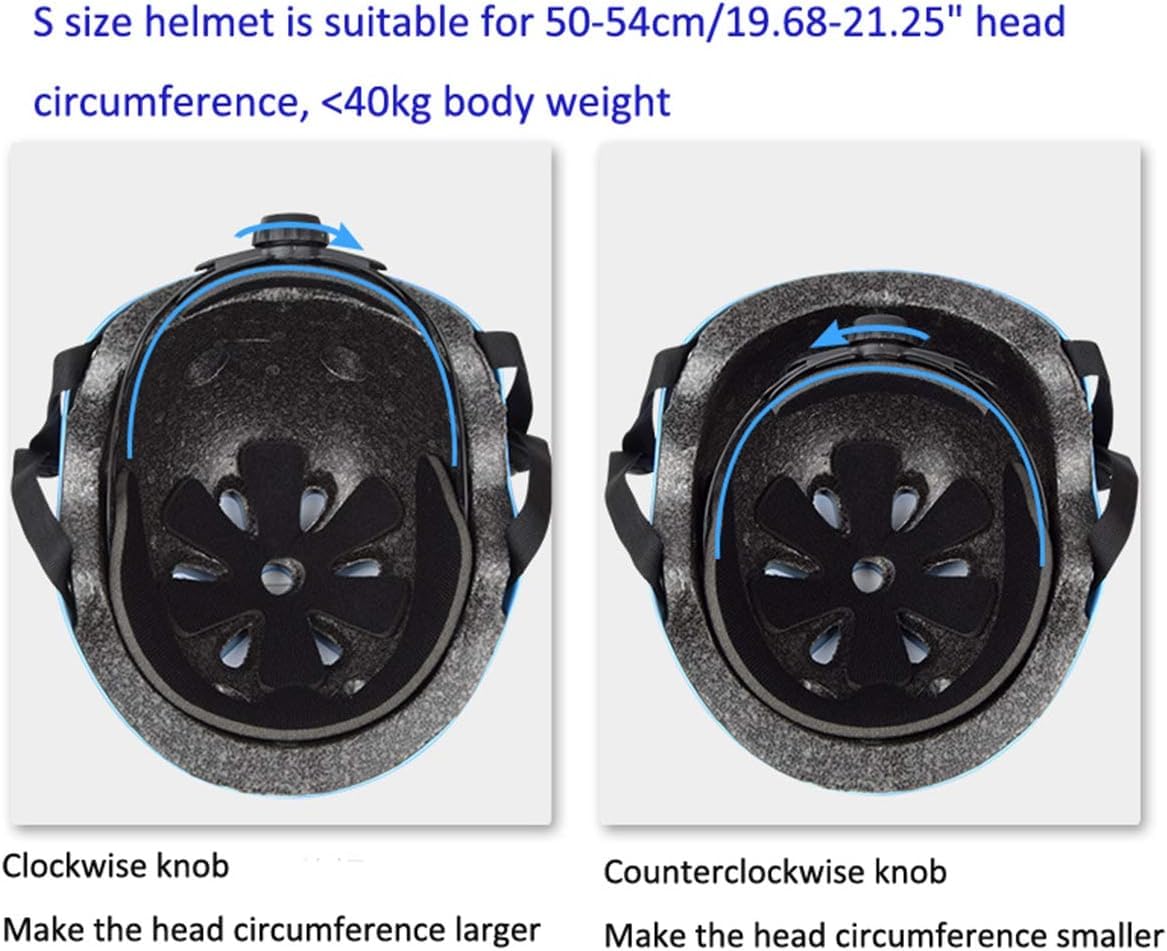 S size helmet is suitable for 50-54cm/19.68-21.25" head
circumference, <40kg body weight
Clockwise knob
Make the head circumference larger
Counterclockwise knob
Make the head circumference smaller